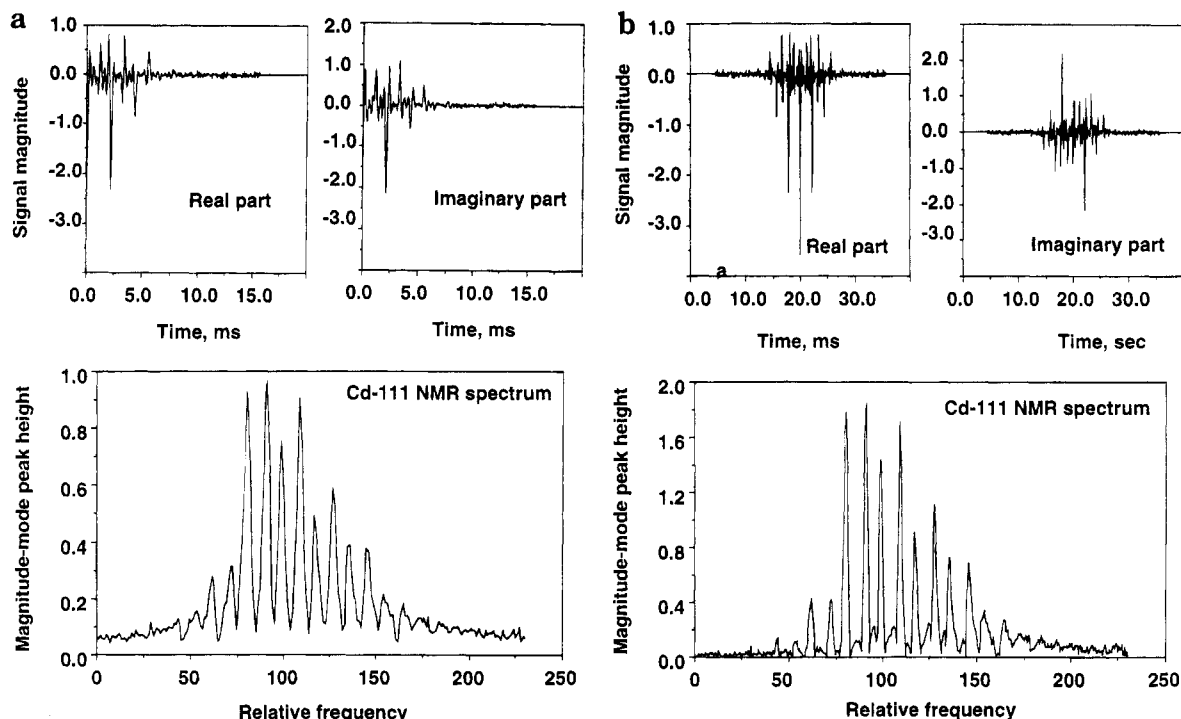 a
Signal magnitude
1.0
0.0
-1.0
-2.0
-3.0
Real part
0.0 5.0 10.0 15.0
Time, ms
2.0
1.0
0.0
-1.0
-2.0
-3.0
Imaginary part
0.0 5.0 10.0 15.0
Time, ms
Magnitude-mode peak height
1.0
0.8
0.6
0.4
0.2
0.0
Cd-111 NMR spectrum
0 50 100 150 200 250
Relative frequency
b
Signal magnitude
1.0
0.0
-1.0
-2.0
-3.0
Real part
a
0.0 10.0 20.0 30.0
Time, ms
2.0
1.0
0.0
-1.0
-2.0
-3.0
Imaginary part
0.0 10.0 20.0 30.0
Time, sec
Magnitude-mode peak height
2.0
1.6
1.2
0.8
0.4
0.0
Cd-111 NMR spectrum
0 50 100 150 200 250
Relative frequency